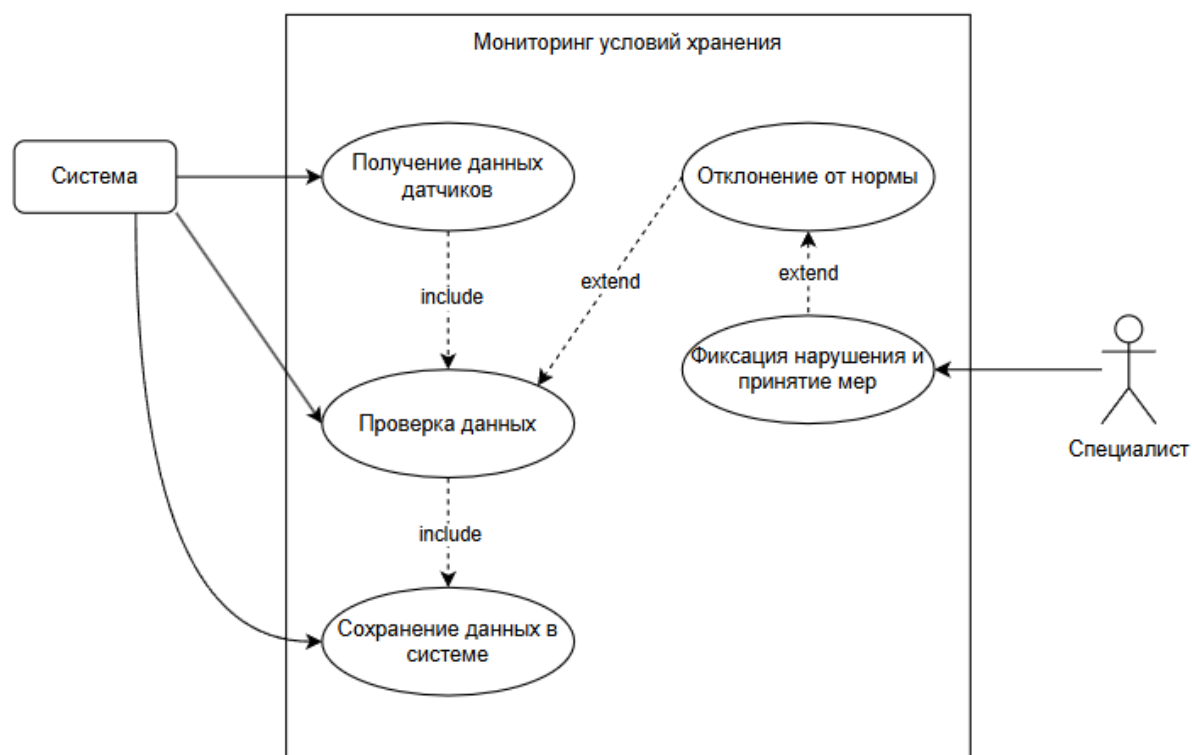 Мониторинг условий хранения
Система
Получение данных
датчиков
Отклонение от нормы
include
extend
extend
Фиксация нарушения и
принятие мер
Проверка данных
Специалист
include
Сохранение данных в
системе